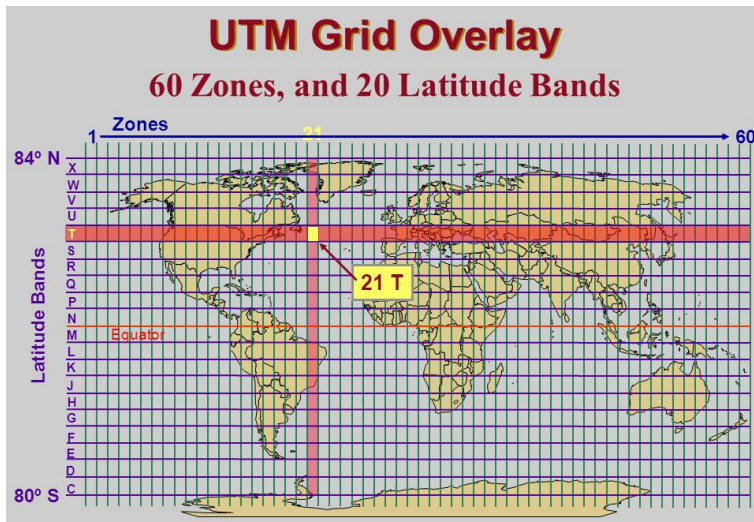 UTM Grid Overlay
60 Zones, and 20 Latitude Bands
Zones
1
21
60
84º N
X
W
V
U
T
S
R
Q
P
N
M
L
K
J
H
G
F
E
D
C
80º S
Latitude Bands
21 T
Equator